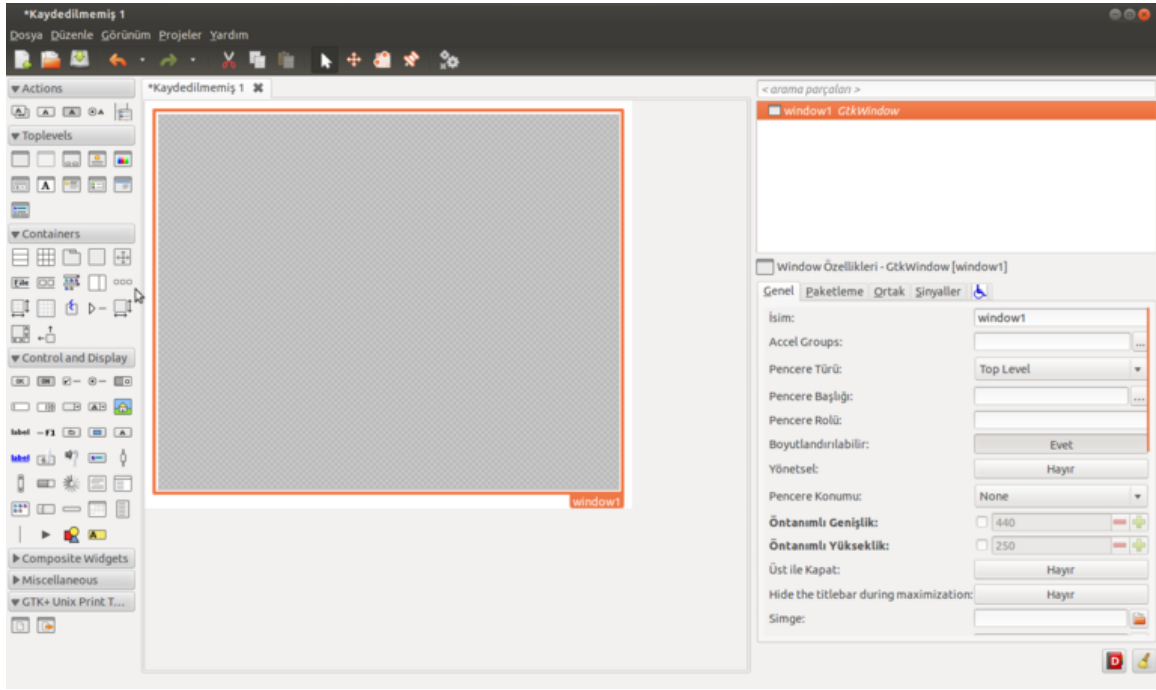 *Kaydedilmemiş 1
Dosya Düzenle Görünüm Projeler Yardım
Actions
*Kaydedilmemiş 1
Toplevels
Containers
File
Control and Display
OK
ON
label
label
Composite Widgets
Miscellaneous
GTK+ Unix Print T...
window1
< arama parçaları >
window1 GtkWindow
Window Özellikleri - GtkWindow [window1]
Genel Paketleme Ortak Sinyaller
İsim: window1
Accel Groups: ...
Pencere Türü: Top Level
Pencere Başlığı: ...
Pencere Rolü:
Boyutlandırılabilir: Evet
Yönetsel: Hayır
Pencere Konumu: None
Öntanımlı Genişlik: 440
Öntanımlı Yükseklik: 250
Üst ile Kapat: Hayır
Hide the titlebar during maximization: Hayır
Simge:
D